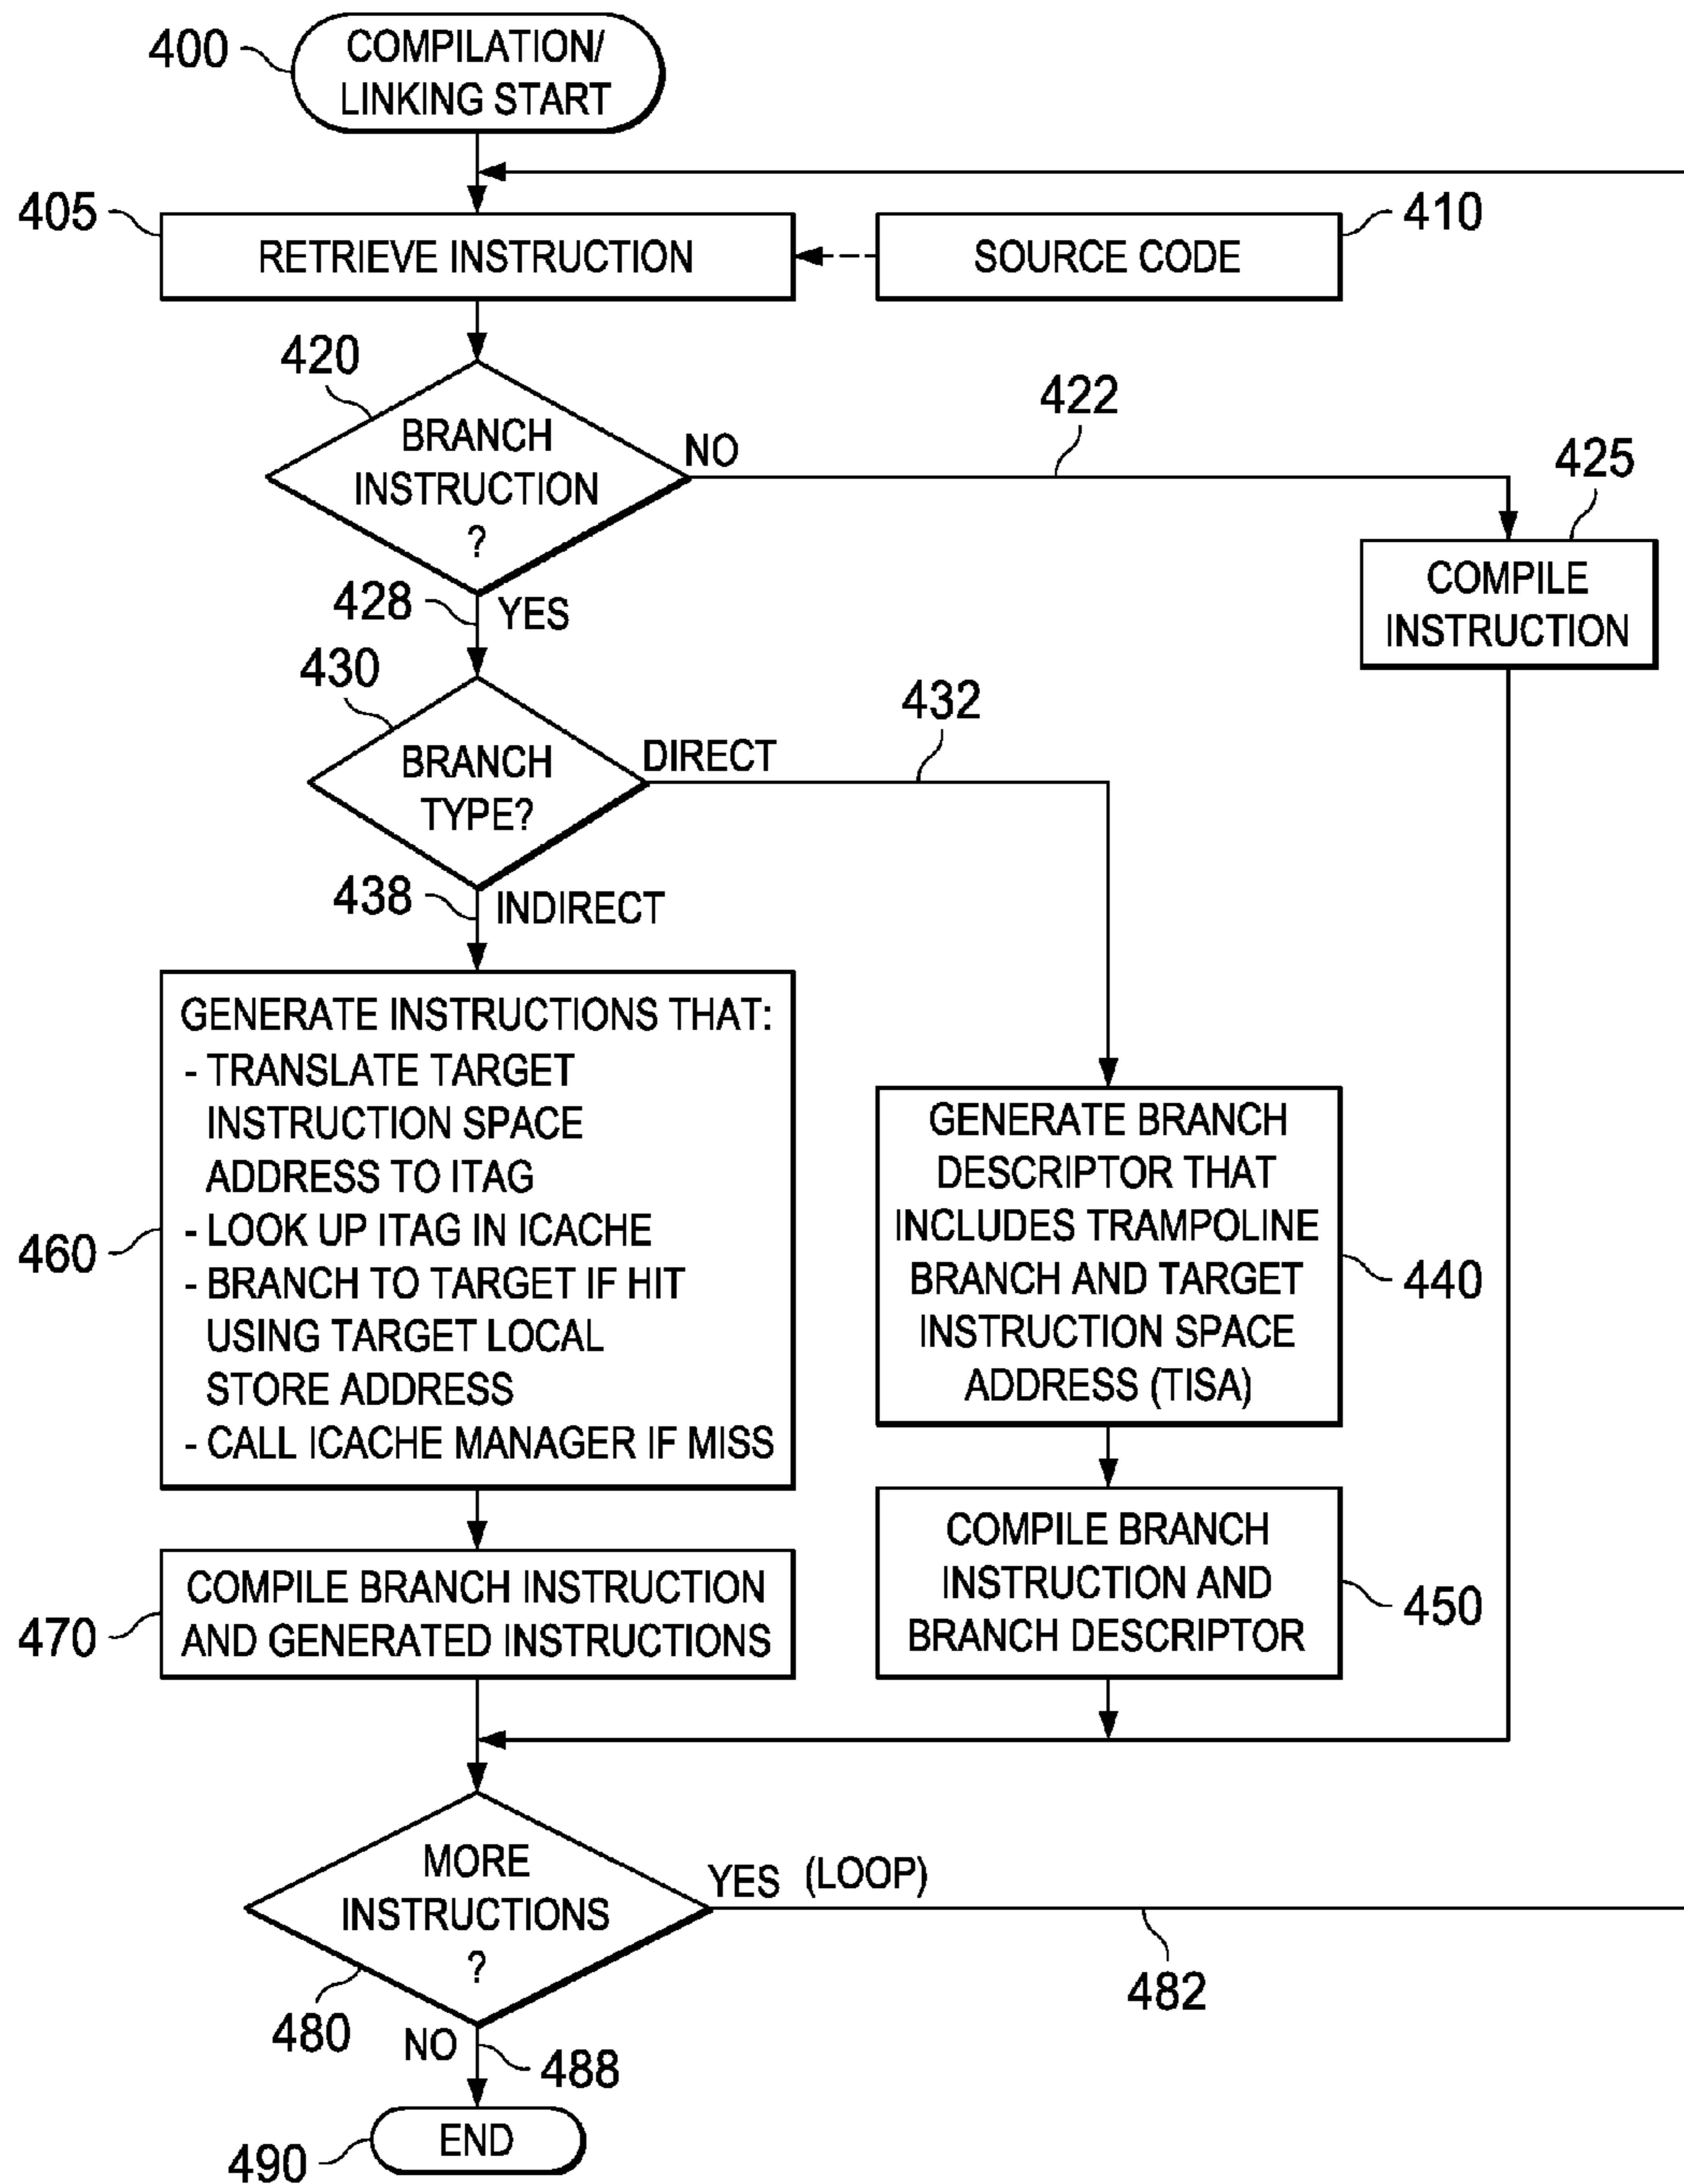 400
COMPILATION/
LINKING START
405
RETRIEVE INSTRUCTION
SOURCE CODE
410
420
BRANCH
INSTRUCTION
?
NO
422
425
COMPILE
INSTRUCTION
428
YES
430
BRANCH
TYPE?
DIRECT
432
438
INDIRECT
460
GENERATE INSTRUCTIONS THAT:
- TRANSLATE TARGET
INSTRUCTION SPACE
ADDRESS TO ITAG
- LOOK UP ITAG IN ICACHE
- BRANCH TO TARGET IF HIT
USING TARGET LOCAL
STORE ADDRESS
- CALL ICACHE MANAGER IF MISS
GENERATE BRANCH
DESCRIPTOR THAT
INCLUDES TRAMPOLINE
BRANCH AND TARGET
INSTRUCTION SPACE
ADDRESS (TISA)
440
470
COMPILE BRANCH INSTRUCTION
AND GENERATED INSTRUCTIONS
COMPILE BRANCH
INSTRUCTION AND
BRANCH DESCRIPTOR
450
MORE
INSTRUCTIONS
?
YES (LOOP)
482
480
NO
488
END
490